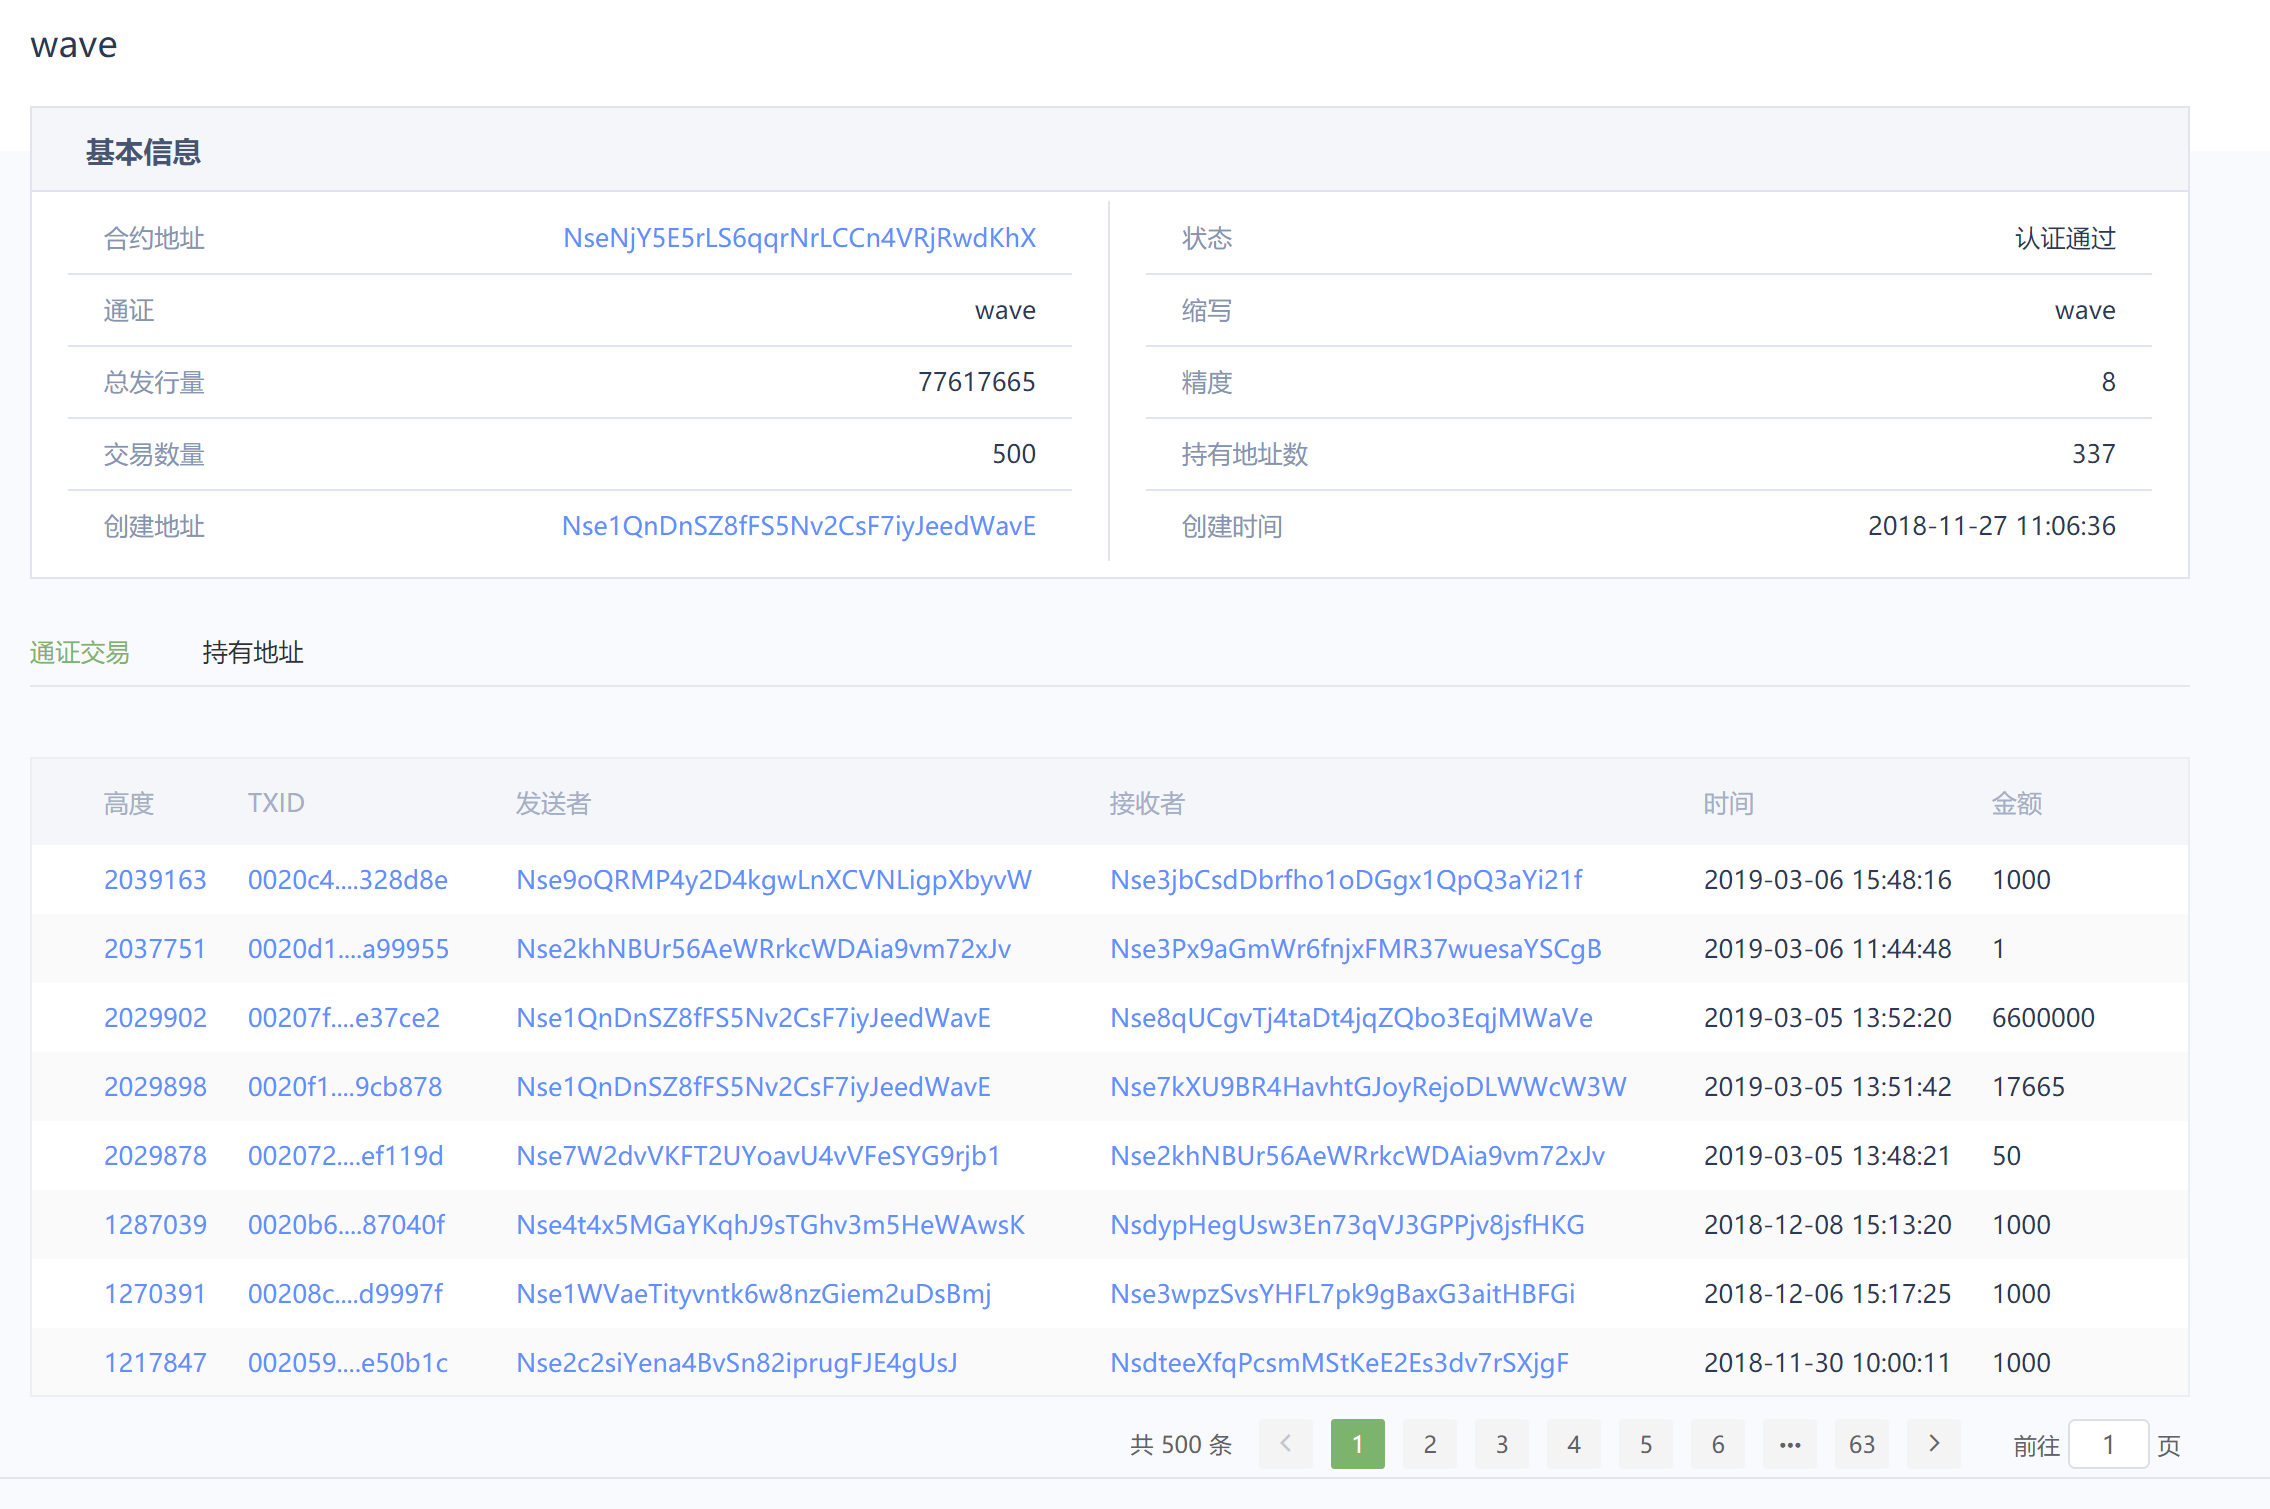 wave
基本信息
合约地址 NseNjY5E5rLS6qqrNrLCCn4VRjRwdKhX 状态 认证通过
通证 wave 缩写 wave
总发行量 77617665 精度 8
交易数量 500 持有地址数 337
创建地址 Nse1QnDnSZ8fFS5Nv2CsF7iyJeedWavE 创建时间 2018-11-27 11:06:36
通证交易 持有地址
高度 TXID 发送者 接收者 时间 金额
2039163 0020c4....328d8e Nse9oQRMP4y2D4kgwLnXCVNLigpXbyvW Nse3jbCsdDbrfho1oDGgx1QpQ3aYi21f 2019-03-06 15:48:16 1000
2037751 0020d1....a99955 Nse2khNBUr56AeWRrkcWDAia9vm72xJv Nse3Px9aGmWr6fnjxFMR37wuesaYSCgB 2019-03-06 11:44:48 1
2029902 00207f....e37ce2 Nse1QnDnSZ8fFS5Nv2CsF7iyJeedWavE Nse8qUCgvTj4taDt4jqZQbo3EqjMWaVe 2019-03-05 13:52:20 6600000
2029898 0020f1....9cb878 Nse1QnDnSZ8fFS5Nv2CsF7iyJeedWavE Nse7kXU9BR4HavhtGJoyRejoDLWWcW3W 2019-03-05 13:51:42 17665
2029878 002072....ef119d Nse7W2dvVKFT2UYoavU4vVFeSYG9rjb1 Nse2khNBUr56AeWRrkcWDAia9vm72xJv 2019-03-05 13:48:21 50
1287039 0020b6....87040f Nse4t4x5MGaYKqhJ9sTGhv3m5HeWAwsK NsdypHegUsw3En73qVJ3GPPjv8jsfHKG 2018-12-08 15:13:20 1000
1270391 00208c....d9997f Nse1WVaeTityvntk6w8nzGiem2uDsBmj Nse3wpzSvsYHFL7pk9gBaxG3aitHBFGi 2018-12-06 15:17:25 1000
1217847 002059....e50b1c Nse2c2siYena4BvSn82iprugFJE4gUsJ NsdteeXfqPcsmMStKeE2Es3dv7rSXjgF 2018-11-30 10:00:11 1000
共 500 条 1 2 3 4 5 6 ... 63 前往 1 页